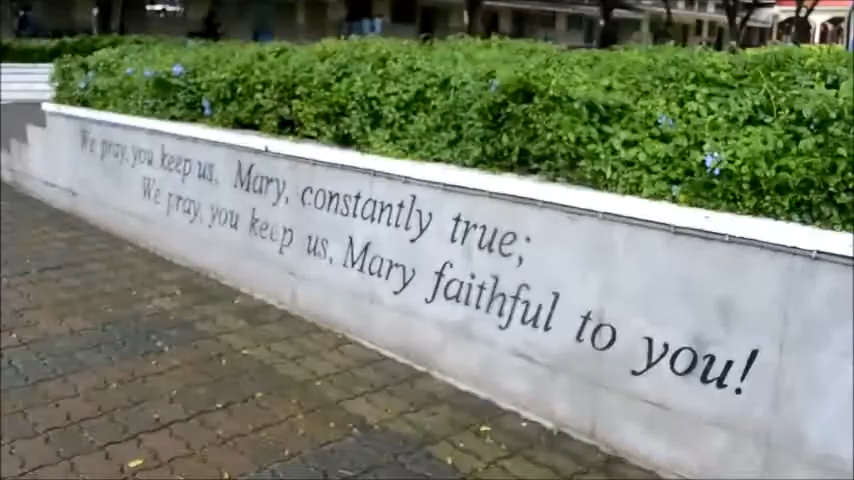 We pray, you keep us, Mary, constantly true;
We pray, you keep us, Mary faithful to you!